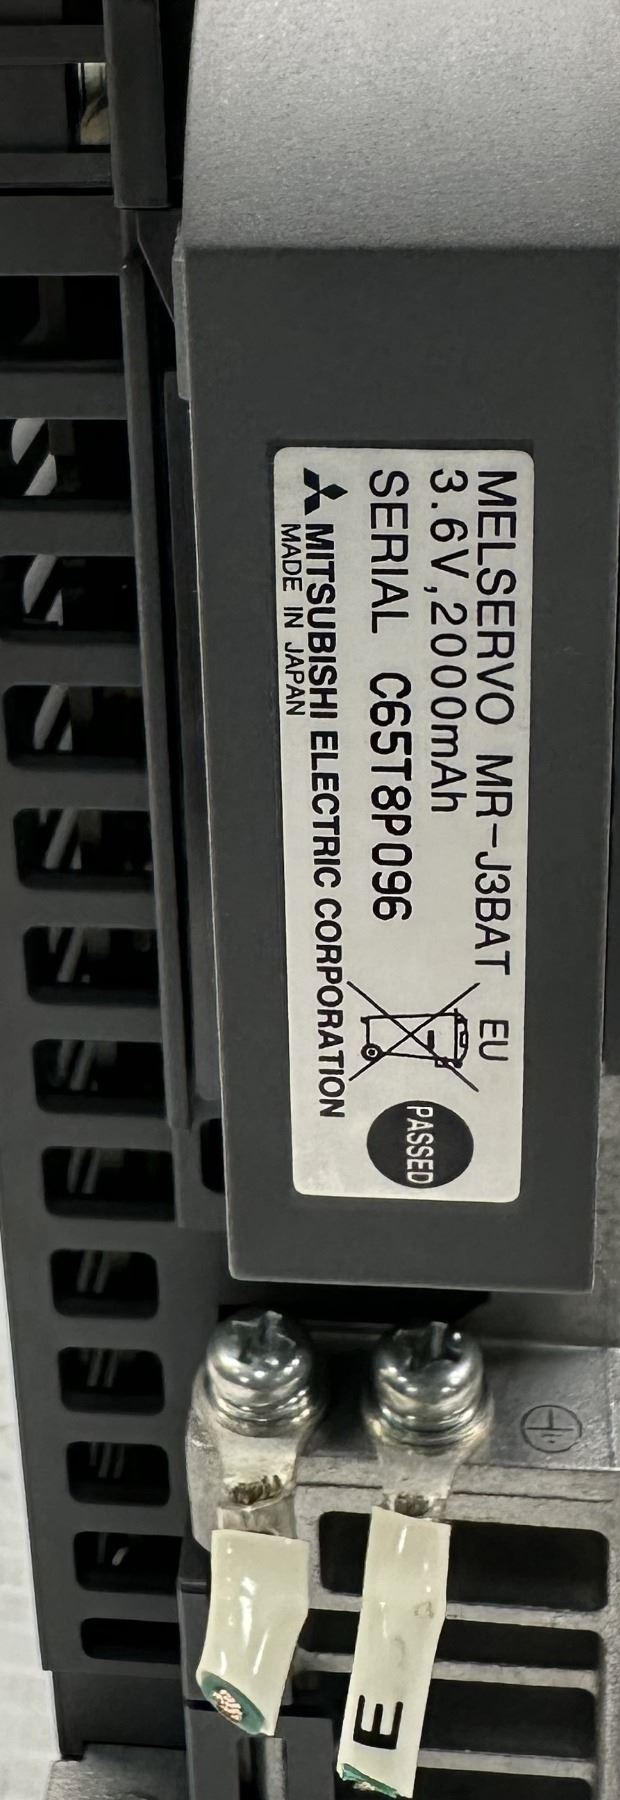 MELSERVO MR-J3BAT EU
3.6V,2000mAh
SERIAL C65T8P096
PASSED
MITSUBISHI ELECTRIC CORPORATION
MADE IN JAPAN
E